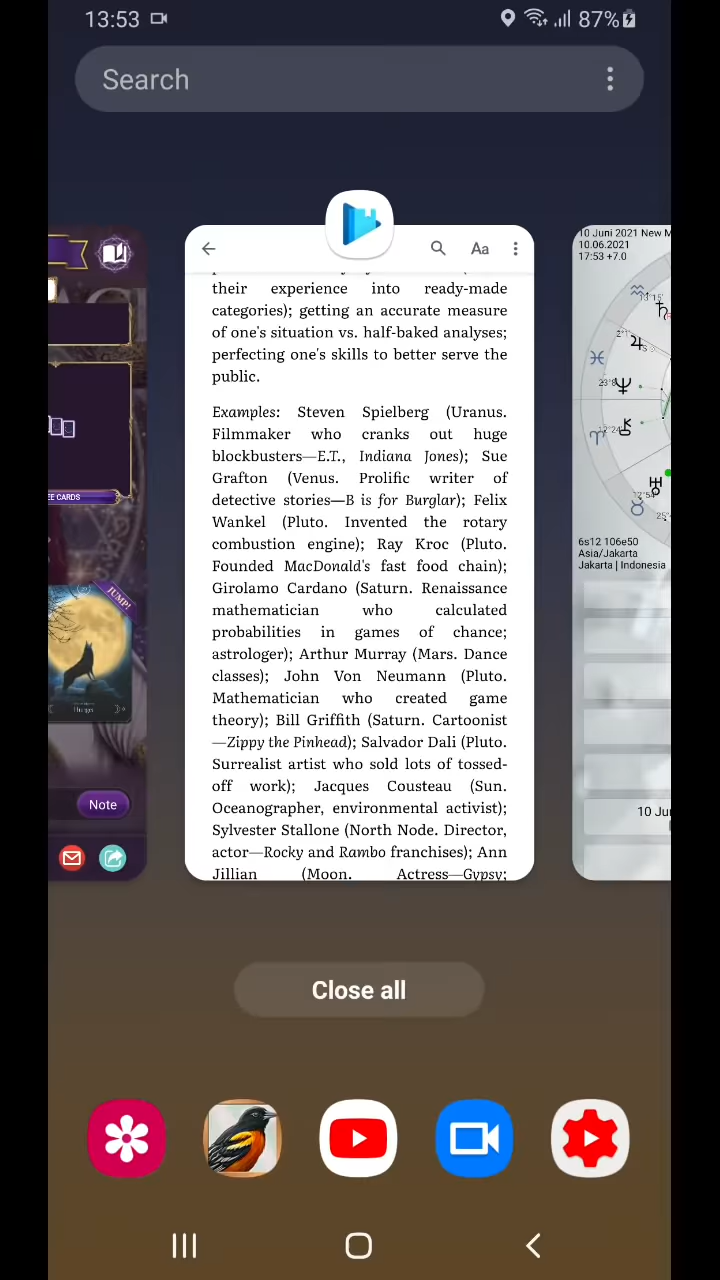 13:53
87%
Search
their experience into ready-made
categories); getting an accurate measure
of one's situation vs. half-baked analyses;
perfecting one's skills to better serve the
public.
Examples: Steven Spielberg (Uranus.
Filmmaker who cranks out huge
blockbusters—E.T., Indiana Jones); Sue
Grafton (Venus. Prolific writer of
detective stories—B is for Burglar); Felix
Wankel (Pluto. Invented the rotary
combustion engine); Ray Kroc (Pluto.
Founded MacDonald's fast food chain);
Girolamo Cardano (Saturn. Renaissance
mathematician who calculated
probabilities in games of chance;
astrologer); Arthur Murray (Mars. Dance
classes); John Von Neumann (Pluto.
Mathematician who created game
theory); Bill Griffith (Saturn. Cartoonist
—Zippy the Pinhead); Salvador Dali (Pluto.
Surrealist artist who sold lots of tossed-
off work); Jacques Cousteau (Sun.
Oceanographer, environmental activist);
Sylvester Stallone (North Node. Director,
actor—Rocky and Rambo franchises); Ann
Jillian (Moon. Actress—Gypsy;
Aa
CARDS
JUMP!
Note
10 Juni 2021 New M
10.06.2021
17:53 +7.0
6s12 106e50
Asia/Jakarta
Jakarta | Indonesia
10 Ju
Close all